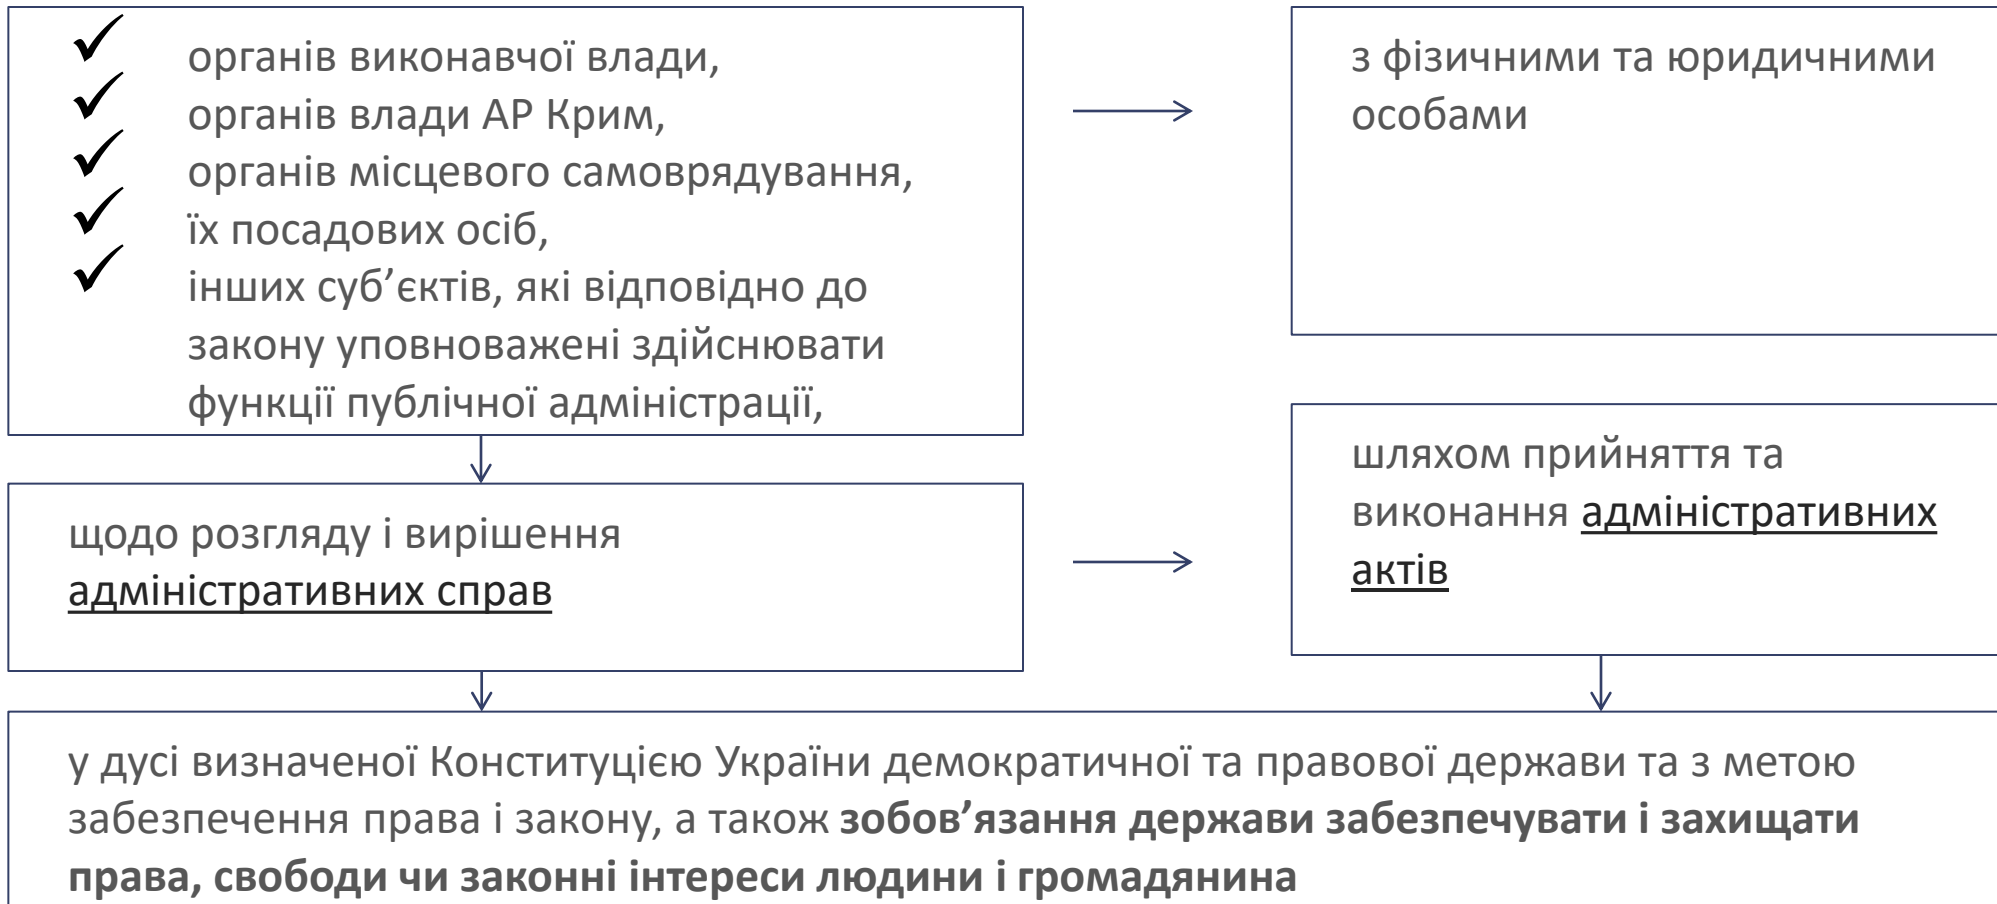 органів виконавчої влади,
органів влади АР Крим,
органів місцевого самоврядування,
їх посадових осіб,
інших суб’єктів, які відповідно до
закону уповноважені здійснювати
функції публічної адміністрації,
з фізичними та юридичними
особами
щодо розгляду і вирішення
адміністративних справ
шляхом прийняття та
виконання адміністративних
актів
у дусі визначеної Конституцією України демократичної та правової держави та з метою
забезпечення права і закону, а також зобов’язання держави забезпечувати і захищати
права, свободи чи законні інтереси людини і громадянина